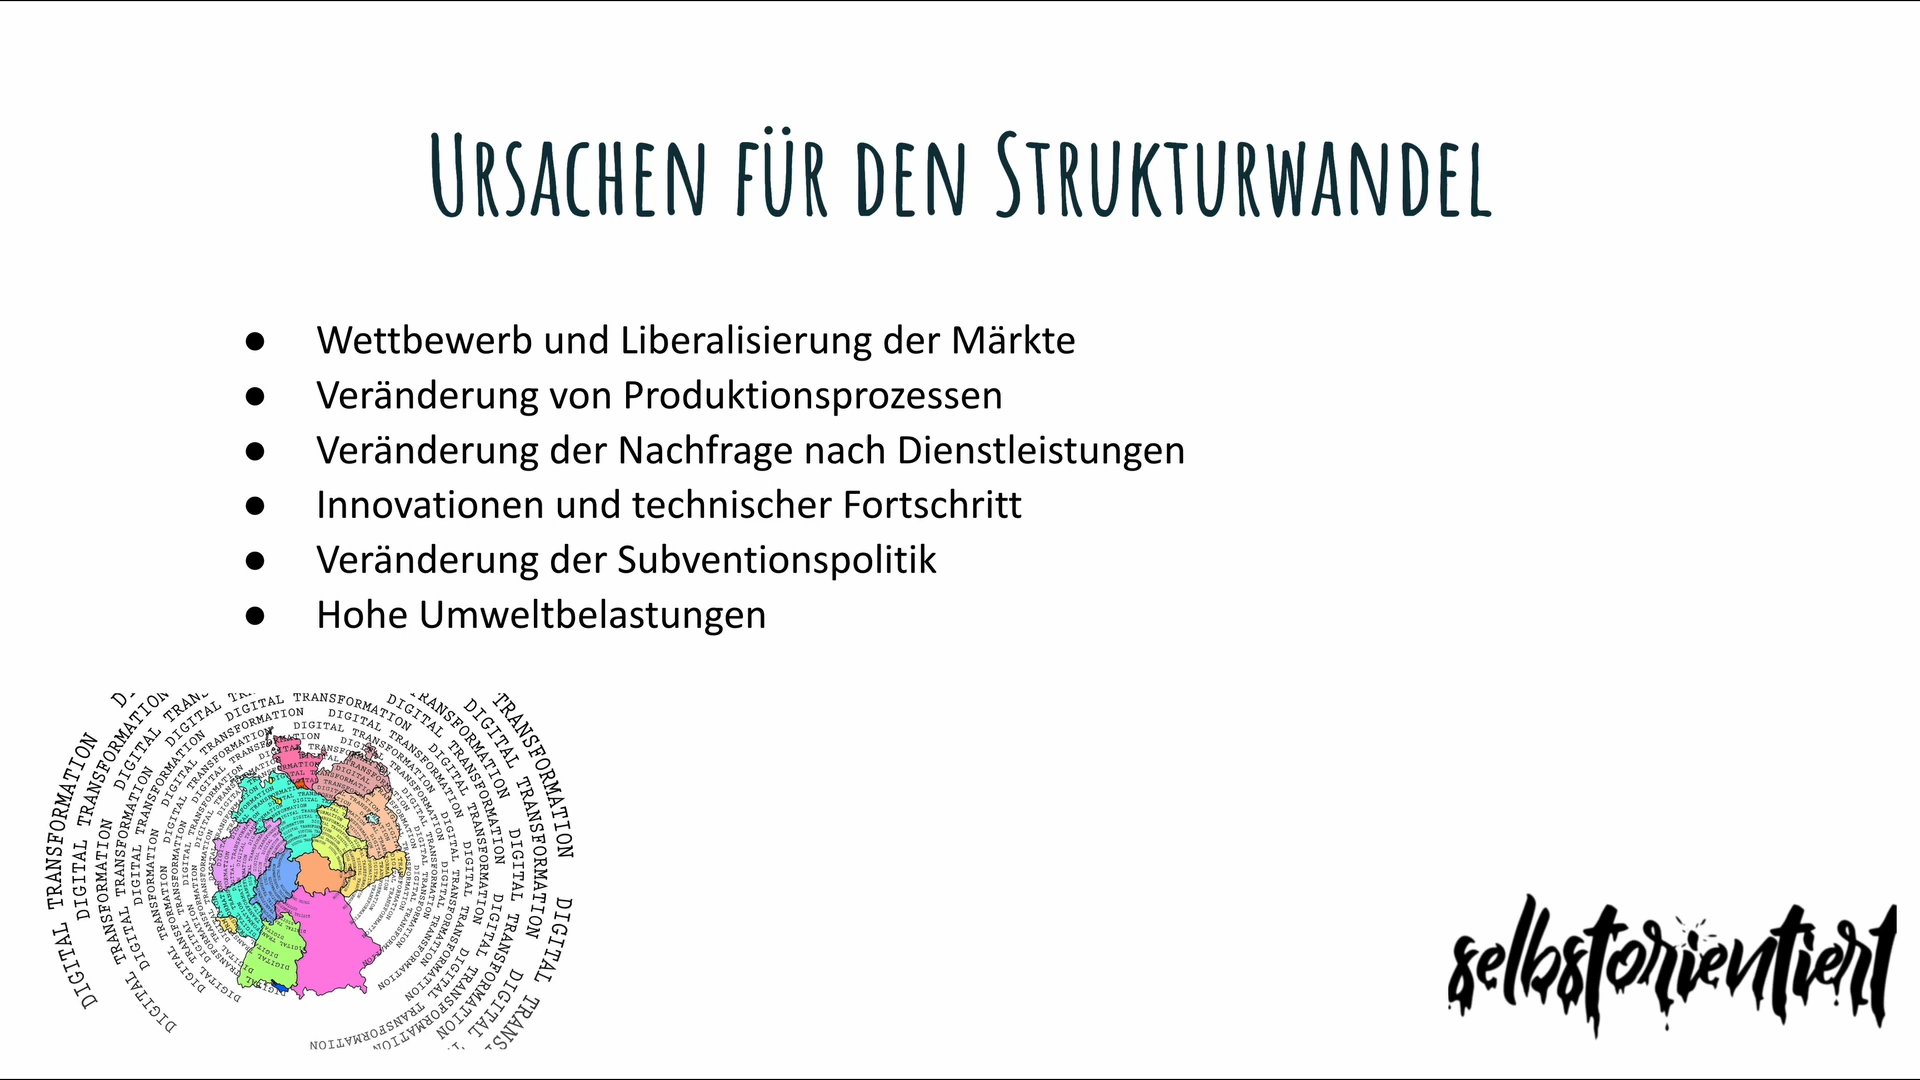 Ursachen für den Strukturwandel
● Wettbewerb und Liberalisierung der Märkte
● Veränderung von Produktionsprozessen
● Veränderung der Nachfrage nach Dienstleistungen
● Innovationen und technischer Fortschritt
● Veränderung der Subventionspolitik
● Hohe Umweltbelastungen
DIGITAL TRANSFORMATION
selbstorientiert